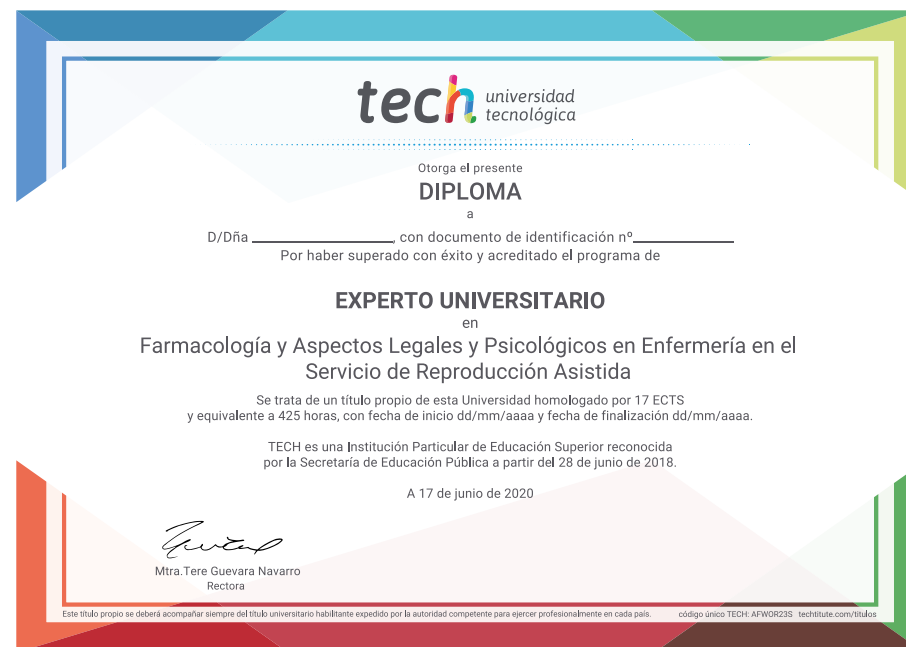 tech universidad
tecnológica
Otorga el presente
DIPLOMA
a
D/Dña ____________________, con documento de identificación nº______________
Por haber superado con éxito y acreditado el programa de
EXPERTO UNIVERSITARIO
en
Farmacología y Aspectos Legales y Psicológicos en Enfermería en el
Servicio de Reproducción Asistida
Se trata de un título propio de esta Universidad homologado por 17 ECTS
y equivalente a 425 horas, con fecha de inicio dd/mm/aaaa y fecha de finalización dd/mm/aaaa.
TECH es una Institución Particular de Educación Superior reconocida
por la Secretaría de Educación Pública a partir del 28 de junio de 2018.
A 17 de junio de 2020
Mtra.Tere Guevara Navarro
Rectora
Este título propio se deberá acompañar siempre del título universitario habilitante expedido por la autoridad competente para ejercer profesionalmente en cada país. código único TECH: AFWOR23S techtitute.com/titulos